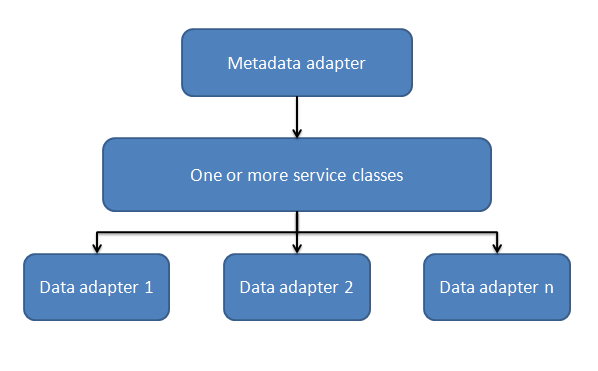 Metadata adapter
One or more service classes
Data adapter 1
Data adapter 2
Data adapter n